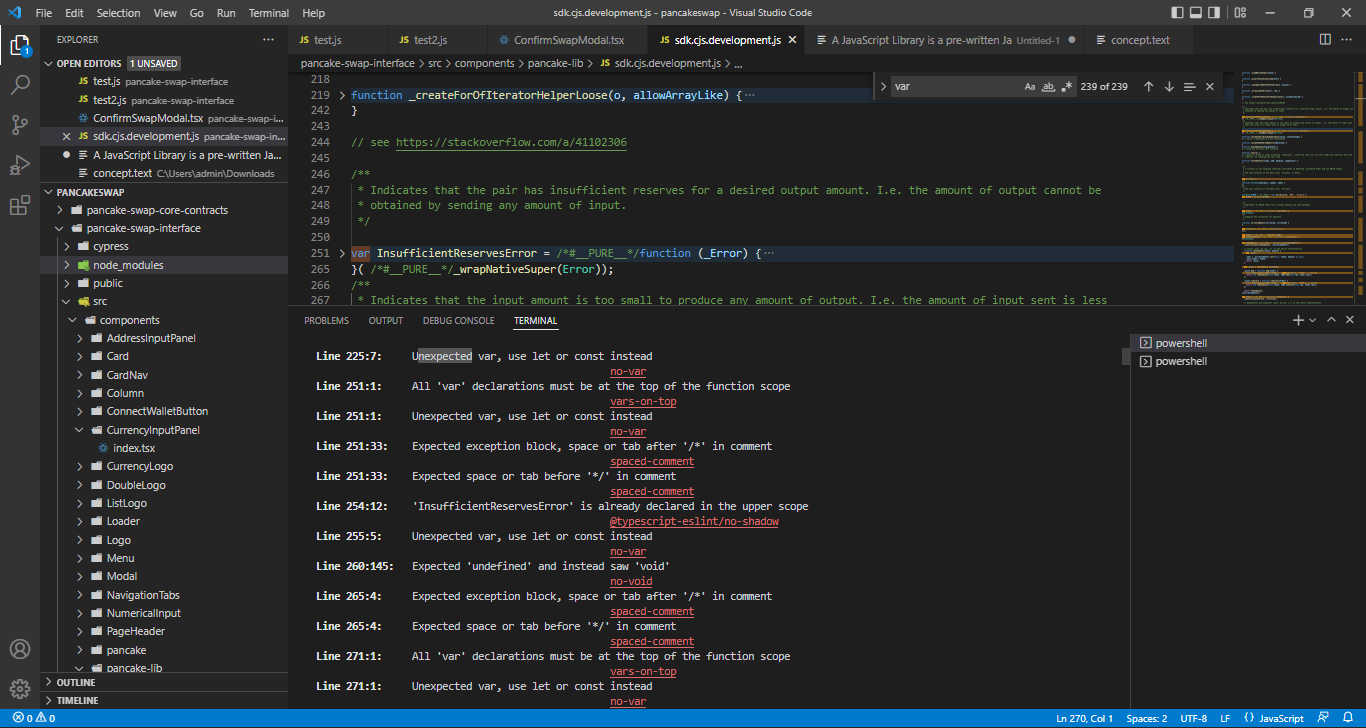 File Edit Selection View Go Run Terminal Help
sdk.cjs.development.js - pancakeswap - Visual Studio Code
1
EXPLORER
OPEN EDITORS 1 UNSAVED
test.js pancake-swap-interface
test2.js pancake-swap-interface
ConfirmSwapModal.tsx pancake-swap-i...
sdk.cjs.development.js pancake-swap-in...
A JavaScript Library is a pre-written Ja...
concept.text C:\Users\admin\Downloads
PANCAKESWAP
pancake-swap-core-contracts
pancake-swap-interface
cypress
node_modules
public
src
components
AddressInputPanel
Card
CardNav
Column
ConnectWalletButton
CurrencyInputPanel
index.tsx
CurrencyLogo
DoubleLogo
ListLogo
Loader
Logo
Menu
Modal
NavigationTabs
NumericalInput
PageHeader
pancake
pancake-lib
OUTLINE
TIMELINE
JS test.js
JS test2.js
ConfirmSwapModal.tsx
JS sdk.cjs.development.js
A JavaScript Library is a pre-written Ja Untitled-1
concept.text
pancake-swap-interface > src > components > pancake-lib > JS sdk.cjs.development.js > ...
var Aa ab 239 of 239
218
219 function _createForOfIteratorHelperLoose(o, allowArrayLike) {···
242 }
243
244 // see https://stackoverflow.com/a/41102306
245
246 /**
247 * Indicates that the pair has insufficient reserves for a desired output amount. I.e. the amount of output cannot be
248 * obtained by sending any amount of input.
249 */
250
251 var InsufficientReservesError = /*#__PURE__*/function (_Error) {···
265 }( /*#__PURE__*/_wrapNativeSuper(Error));
266 /**
267 * Indicates that the input amount is too small to produce any amount of output. I.e. the amount of input sent is less
PROBLEMS OUTPUT DEBUG CONSOLE TERMINAL
powershell
powershell
Line 225:7: Unexpected var, use let or const instead
no-var
Line 251:1: All 'var' declarations must be at the top of the function scope
vars-on-top
Line 251:1: Unexpected var, use let or const instead
no-var
Line 251:33: Expected exception block, space or tab after '/*' in comment
spaced-comment
Line 251:33: Expected space or tab before '*/' in comment
spaced-comment
Line 254:12: 'InsufficientReservesError' is already declared in the upper scope
@typescript-eslint/no-shadow
Line 255:5: Unexpected var, use let or const instead
no-var
Line 260:145: Expected 'undefined' and instead saw 'void'
no-void
Line 265:4: Expected exception block, space or tab after '/*' in comment
spaced-comment
Line 265:4: Expected space or tab before '*/' in comment
spaced-comment
Line 271:1: All 'var' declarations must be at the top of the function scope
vars-on-top
Line 271:1: Unexpected var, use let or const instead
no-var
0 0
Ln 270, Col 1 Spaces: 2 UTF-8 LF {} JavaScript